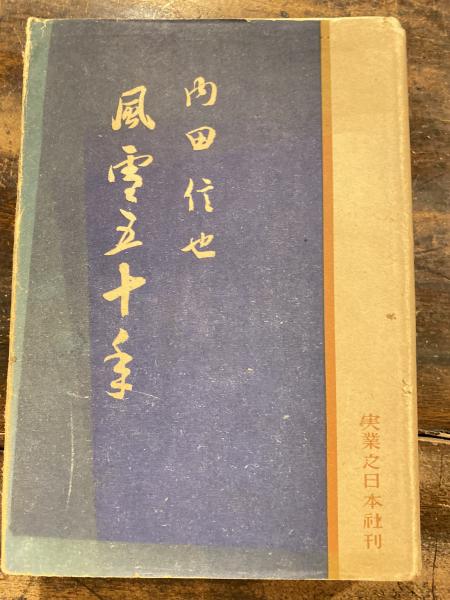 内田信也
風雪五十年
実業之日本社刊